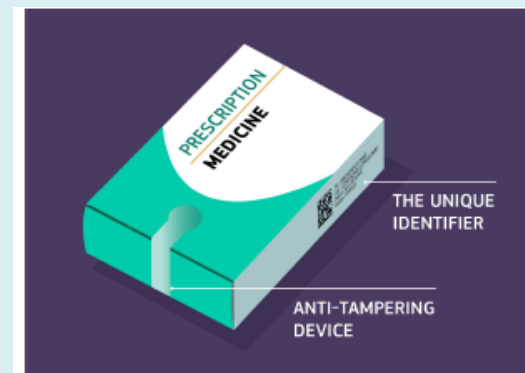 PRESCRIPTION
MEDICINE
THE UNIQUE
IDENTIFIER
ANTI-TAMPERING
DEVICE